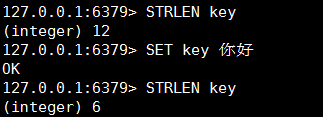 127.0.0.1:6379> STRLEN key
(integer) 12
127.0.0.1:6379> SET key 你好
OK
127.0.0.1:6379> STRLEN key
(integer) 6